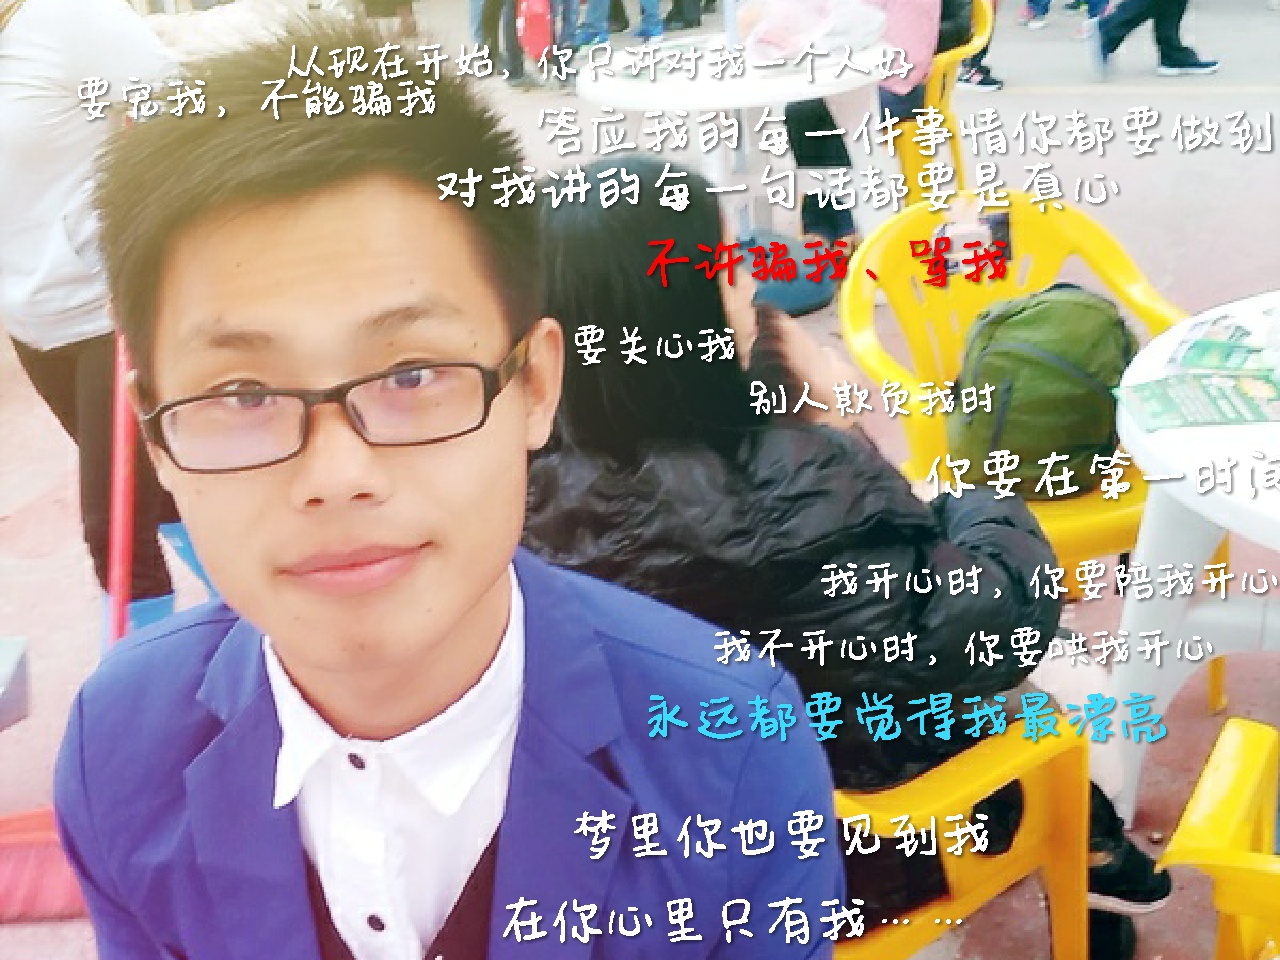 从现在开始，你只许对我一个人好
要宠我，不能骗我
答应我的每一件事情你都要做到
对我讲的每一句话都要是真心
不许骗我、骂我
要关心我
别人欺负我时
你要在第一时间
我开心时，你要陪我开心
我不开心时，你要哄我开心
永远都要觉得我最漂亮
梦里你也要见到我
在你心里只有我……